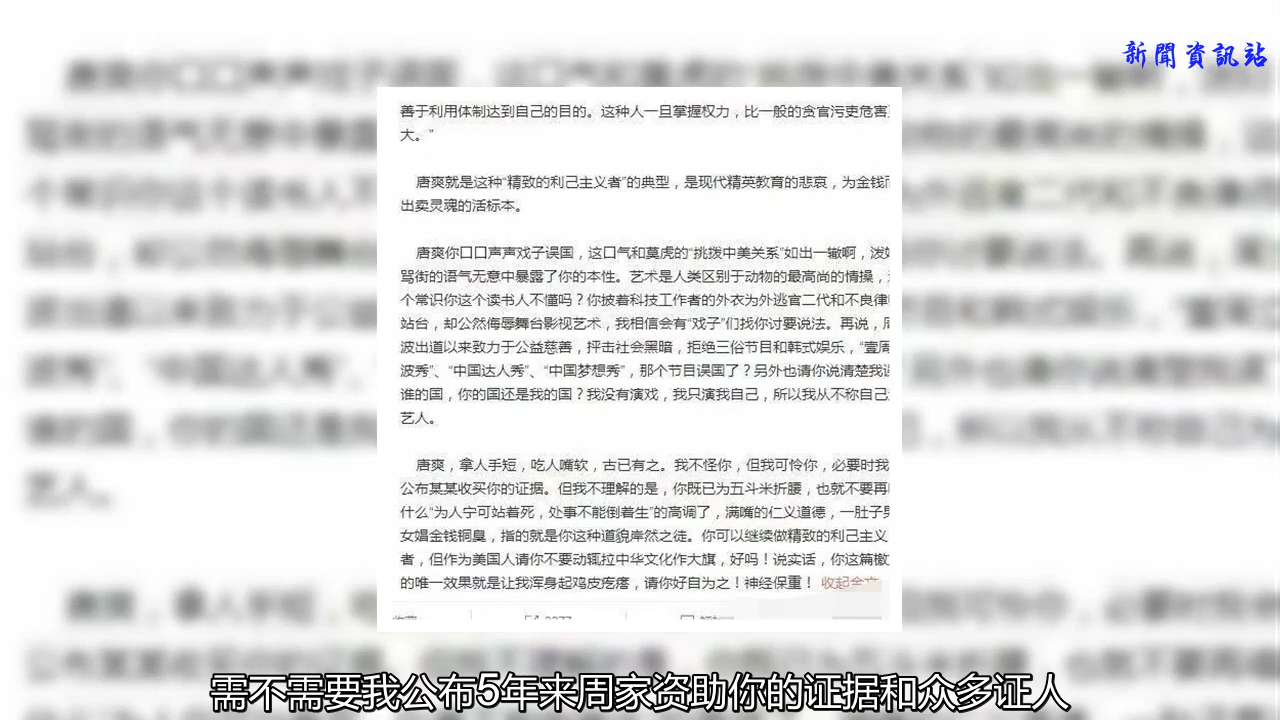 新聞資訊站
善于利用体制达到自己的目的。这种人一旦掌握权力，比一般的贪官污吏危害
大。”
唐爽就是这种“精致的利己主义者”的典型，是现代精英教育的悲哀，为金钱而
出卖灵魂的活标本。
唐爽你口口声声戏子误国，这口气和莫虎的“挑拨中美关系”如出一辙啊，泼妇
骂街的语气无意中暴露了你的本性。艺术是人类区别于动物的最高尚的情操，
个常识你这个读书人不懂吗？你披着科技工作者的外衣为外逃官二代和不良律
站台，却公然侮辱舞台影视艺术，我相信会有“戏子”们找你讨要说法。再说，
波出道以来致力于公益慈善，抨击社会黑暗，拒绝三俗节目和韩式娱乐，“壹周
波秀”、“中国达人秀”、“中国梦想秀”，那个节目误国了？另外也请你说清楚我误
谁的国，你的国还是我的国？我没有演戏，我只演我自己，所以我从不称自己
艺人。
唐爽，拿人手短，吃人嘴软，古已有之。我不怪你，但我可怜你，必要时我
公布某某收买你的证据。但我不理解的是，你既已为五斗米折腰，也就不要再
什么“为人宁可站着死，处事不能倒着生”的高调了，满嘴的仁义道德，一肚子男
女娼金钱铜臭，指的就是你这种道貌岸然之徒。你可以继续做精致的利己主义
者，但作为美国人请你不要动辄拉中华文化作大旗，好吗！说实话，你这篇檄文
的唯一效果就是让我浑身起鸡皮疙瘩，请你好自为之！神经保重！ 收起全文
需不需要我公布5年来周家资助你的证据和众多证人